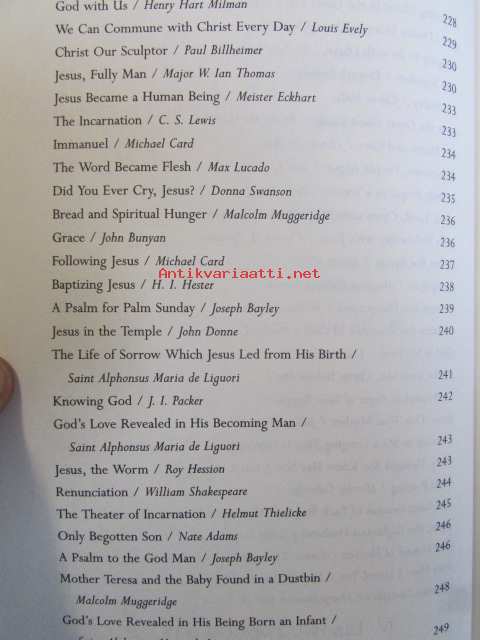 God with Us / Henry Hart Milman 228
We Can Commune with Christ Every Day / Louis Evely 229
Christ Our Sculptor / Paul Billheimer 230
Jesus, Fully Man / Major W. Ian Thomas 230
Jesus Became a Human Being / Meister Eckhart 233
The Incarnation / C. S. Lewis 233
Immanuel / Michael Card 234
The Word Became Flesh / Max Lucado 234
Did You Ever Cry, Jesus? / Donna Swanson 235
Bread and Spiritual Hunger / Malcolm Muggeridge 236
Grace / John Bunyan 236
Following Jesus / Michael Card 237
Antikvariaatti.net
Baptizing Jesus / H. I. Hester 238
A Psalm for Palm Sunday / Joseph Bayley 239
Jesus in the Temple / John Donne 240
The Life of Sorrow Which Jesus Led from His Birth /
Saint Alphonsus Maria de Liguori 241
Knowing God / J. I. Packer 242
God's Love Revealed in His Becoming Man /
Saint Alphonsus Maria de Liguori 243
Jesus, the Worm / Roy Hession 243
Renunciation / William Shakespeare 244
The Theater of Incarnation / Helmut Thielicke 245
Only Begotten Son / Nate Adams 246
A Psalm to the God Man / Joseph Bayley 246
Mother Teresa and the Baby Found in a Dustbin /
Malcolm Muggeridge 248
God's Love Revealed in His Being Born an Infant /
249